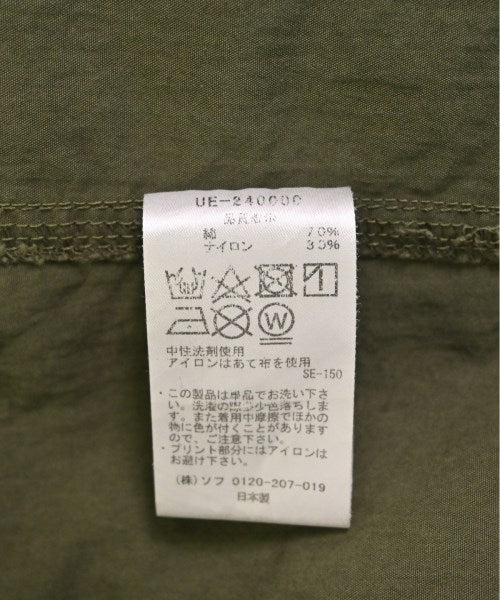 UE-240000
品質表示
綿 70%
ナイロン 30%
W
中性洗剤使用
アイロンはあて布を使用
SE-150
・この製品は単品でお洗い下さ
い。洗濯の際少少色落ちしま
す。また着用中摩擦でほかの
物に色が付くことがあります
ので、ご注意下さい。
・プリント部分にはアイロンは
お避け下さい。
(株)ソフ 0120-207-019
日本製